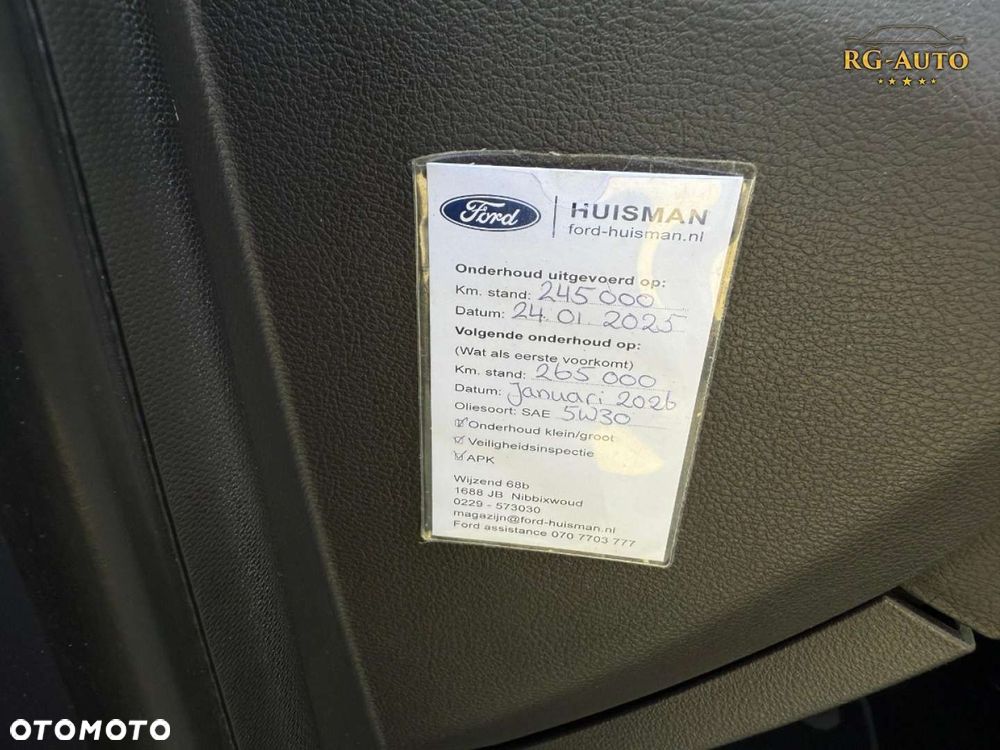 RG-AUTO
Ford
HUISMAN
ford-huisman.nl
Onderhoud uitgevoerd op:
Km. stand: 245 000
Datum: 24.01.2025
Volgende onderhoud op:
(Wat als eerste voorkomt)
Km. stand: 265 000
Datum: Januari 2026
Oliesoort: SAE 5W30
Onderhoud klein/groot
Veiligheidsinspectie
APK
Wijzend 68b
1688 JB Nibbixwoud
0229 - 573030
magazijn@ford-huisman.nl
Ford assistance 070 7703 777
OTOMOTO